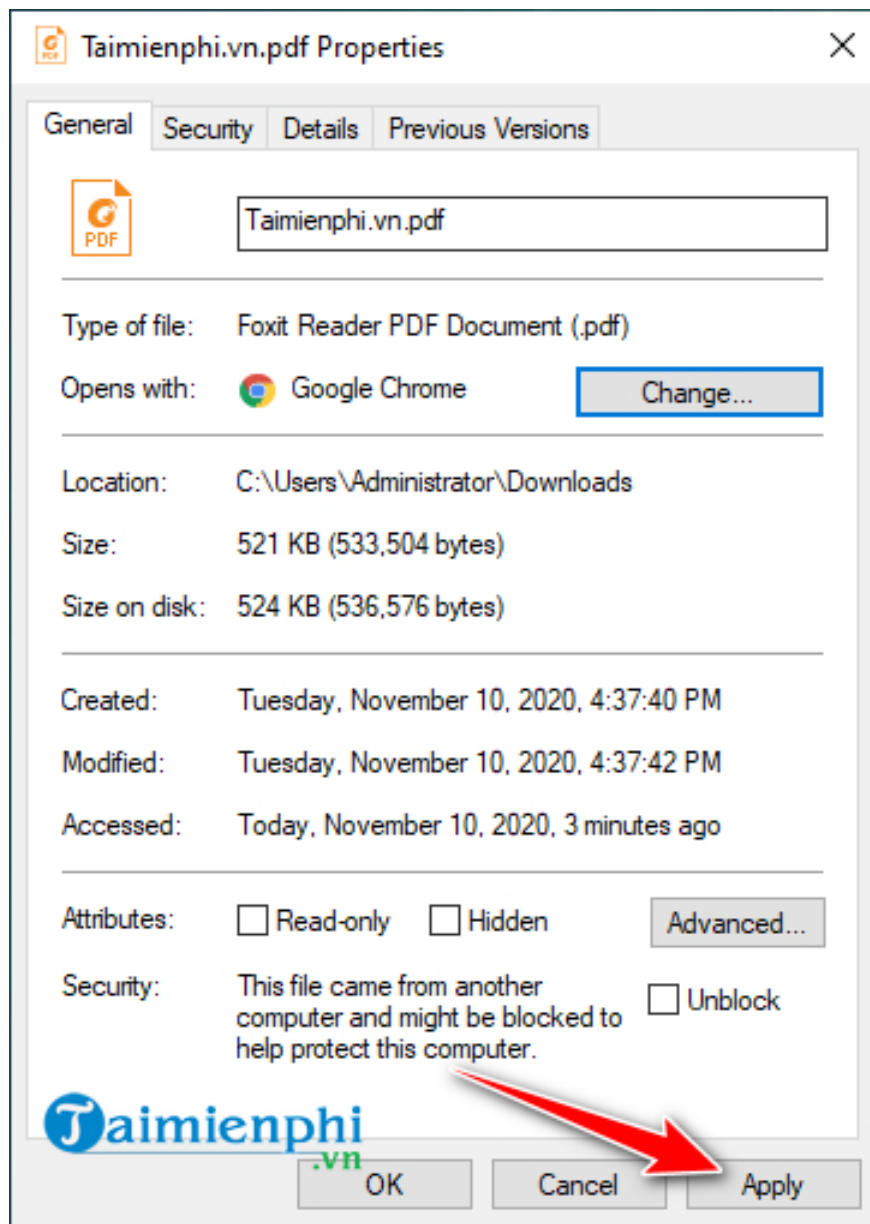 Taimienphi.vn.pdf Properties
General Security Details Previous Versions
PDF
Taimienphi.vn.pdf
Type of file: Foxit Reader PDF Document (.pdf)
Opens with: Google Chrome Change...
Location: C:\Users\Administrator\Downloads
Size: 521 KB (533,504 bytes)
Size on disk: 524 KB (536,576 bytes)
Created: Tuesday, November 10, 2020, 4:37:40 PM
Modified: Tuesday, November 10, 2020, 4:37:42 PM
Accessed: Today, November 10, 2020, 3 minutes ago
Attributes: Read-only Hidden Advanced...
Security: This file came from another
computer and might be blocked to
help protect this computer.
Unblock
Taimienphi
.vn
OK Cancel Apply